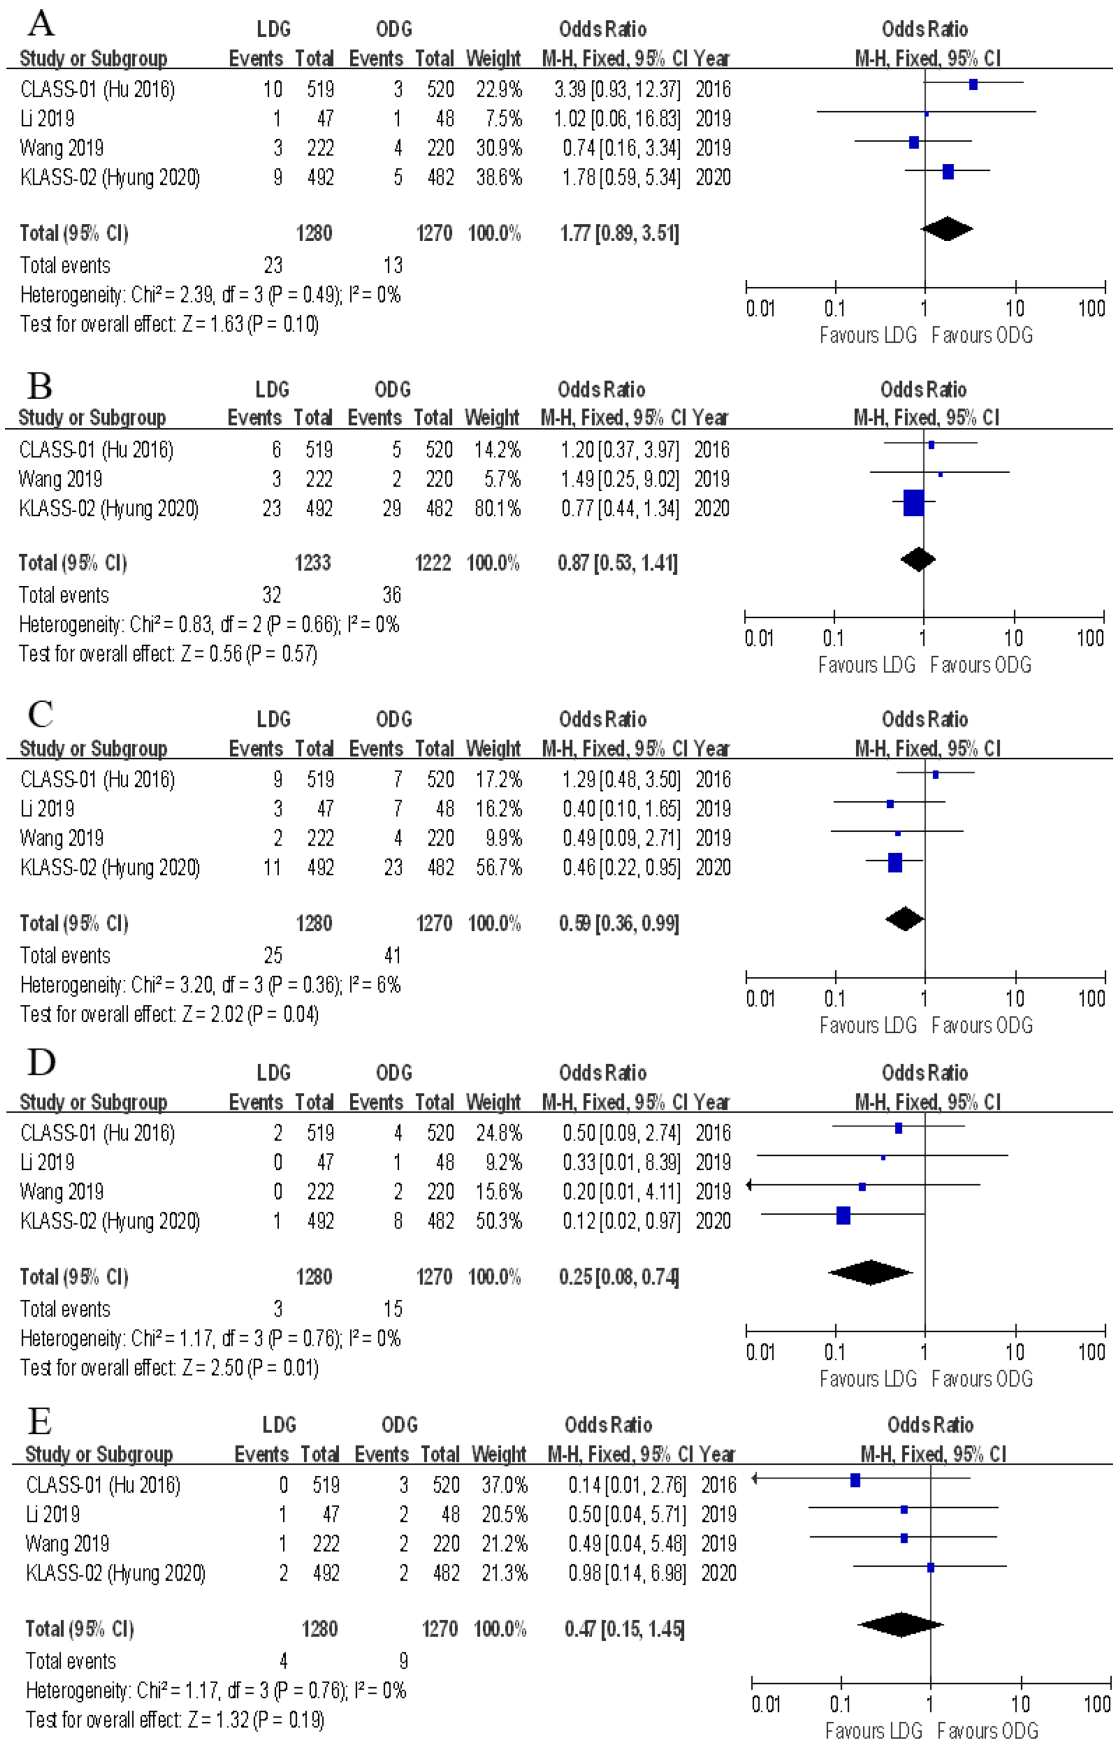 A
LDG ODG Odds Ratio Odds Ratio
Study or Subgroup Events Total Events Total Weight M-H, Fixed, 95% CI Year M-H, Fixed, 95% CI
CLASS-01 (Hu 2016) 10 519 3 520 22.9% 3.39 [0.93, 12.37] 2016
Li 2019 1 47 1 48 7.5% 1.02 [0.06, 16.83] 2019
Wang 2019 3 222 4 220 30.9% 0.74 [0.16, 3.34] 2019
KLASS-02 (Hyung 2020) 9 492 5 482 38.6% 1.78 [0.59, 5.34] 2020
Total (95% CI) 1280 1270 100.0% 1.77 [0.89, 3.51]
Total events 23 13
Heterogeneity: Chi² = 2.39, df = 3 (P = 0.49); I² = 0%
Test for overall effect: Z = 1.63 (P = 0.10)
0.01 0.1 1 10 100
Favours LDG Favours ODG
B
LDG ODG Odds Ratio Odds Ratio
Study or Subgroup Events Total Events Total Weight M-H, Fixed, 95% CI Year M-H, Fixed, 95% CI
CLASS-01 (Hu 2016) 6 519 5 520 14.2% 1.20 [0.37, 3.97] 2016
Wang 2019 3 222 2 220 5.7% 1.49 [0.25, 9.02] 2019
KLASS-02 (Hyung 2020) 23 492 29 482 80.1% 0.77 [0.44, 1.34] 2020
Total (95% CI) 1233 1222 100.0% 0.87 [0.53, 1.41]
Total events 32 36
Heterogeneity: Chi² = 0.83, df = 2 (P = 0.66); I² = 0%
Test for overall effect: Z = 0.56 (P = 0.57)
0.01 0.1 1 10 100
Favours LDG Favours ODG
C
LDG ODG Odds Ratio Odds Ratio
Study or Subgroup Events Total Events Total Weight M-H, Fixed, 95% CI Year M-H, Fixed, 95% CI
CLASS-01 (Hu 2016) 9 519 7 520 17.2% 1.29 [0.48, 3.50] 2016
Li 2019 3 47 7 48 16.2% 0.40 [0.10, 1.65] 2019
Wang 2019 2 222 4 220 9.9% 0.49 [0.09, 2.71] 2019
KLASS-02 (Hyung 2020) 11 492 23 482 56.7% 0.46 [0.22, 0.95] 2020
Total (95% CI) 1280 1270 100.0% 0.59 [0.36, 0.99]
Total events 25 41
Heterogeneity: Chi² = 3.20, df = 3 (P = 0.36); I² = 6%
Test for overall effect: Z = 2.02 (P = 0.04)
0.01 0.1 1 10 100
Favours LDG Favours ODG
D
LDG ODG Odds Ratio Odds Ratio
Study or Subgroup Events Total Events Total Weight M-H, Fixed, 95% CI Year M-H, Fixed, 95% CI
CLASS-01 (Hu 2016) 2 519 4 520 24.8% 0.50 [0.09, 2.74] 2016
Li 2019 0 47 1 48 9.2% 0.33 [0.01, 8.39] 2019
Wang 2019 0 222 2 220 15.6% 0.20 [0.01, 4.11] 2019
KLASS-02 (Hyung 2020) 1 492 8 482 50.3% 0.12 [0.02, 0.97] 2020
Total (95% CI) 1280 1270 100.0% 0.25 [0.08, 0.74]
Total events 3 15
Heterogeneity: Chi² = 1.17, df = 3 (P = 0.76); I² = 0%
Test for overall effect: Z = 2.50 (P = 0.01)
0.01 0.1 1 10 100
Favours LDG Favours ODG
E
LDG ODG Odds Ratio Odds Ratio
Study or Subgroup Events Total Events Total Weight M-H, Fixed, 95% CI Year M-H, Fixed, 95% CI
CLASS-01 (Hu 2016) 0 519 3 520 37.0% 0.14 [0.01, 2.76] 2016
Li 2019 1 47 2 48 20.5% 0.50 [0.04, 5.71] 2019
Wang 2019 1 222 2 220 21.2% 0.49 [0.04, 5.48] 2019
KLASS-02 (Hyung 2020) 2 492 2 482 21.3% 0.98 [0.14, 6.98] 2020
Total (95% CI) 1280 1270 100.0% 0.47 [0.15, 1.45]
Total events 4 9
Heterogeneity: Chi² = 1.17, df = 3 (P = 0.76); I² = 0%
Test for overall effect: Z = 1.32 (P = 0.19)
0.01 0.1 1 10 100
Favours LDG Favours ODG